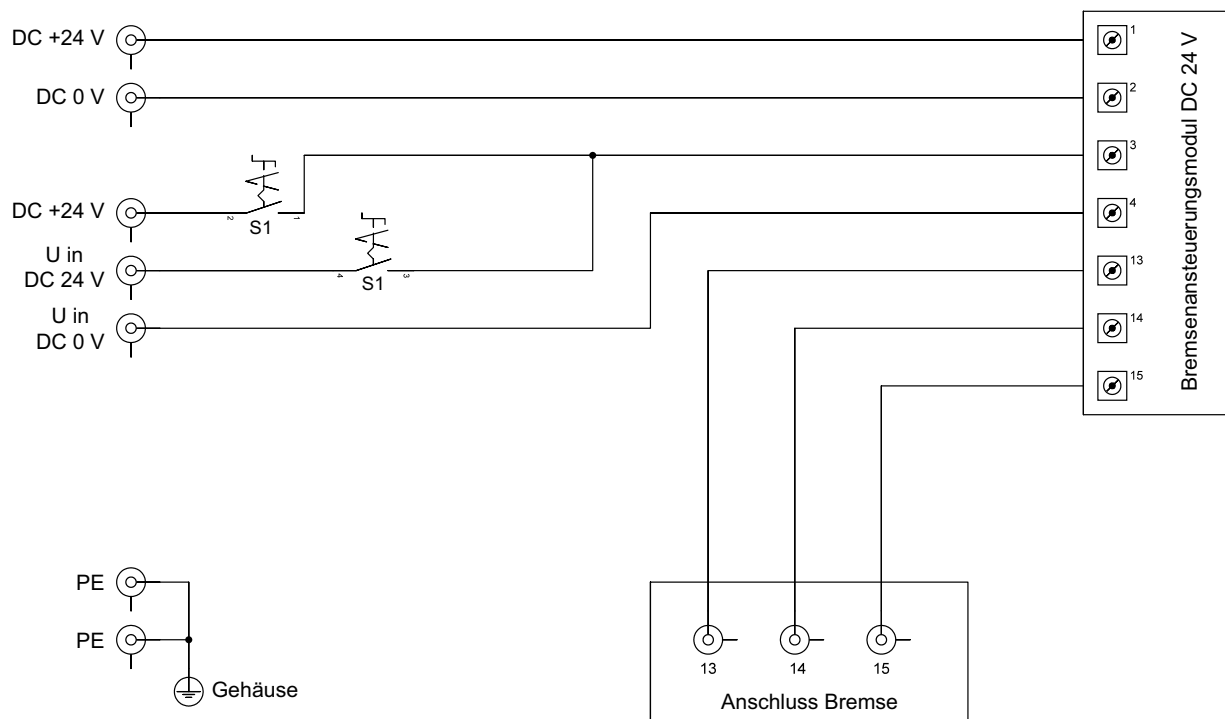 DC +24 V
1
DC 0 V
2
3
DC +24 V
2
1
S1
4
U in
DC 24 V
4
3
S1
13
U in
DC 0 V
14
15
Bremsenansteuerungsmodul DC 24 V
PE
PE
13
14
15
Gehäuse
Anschluss Bremse